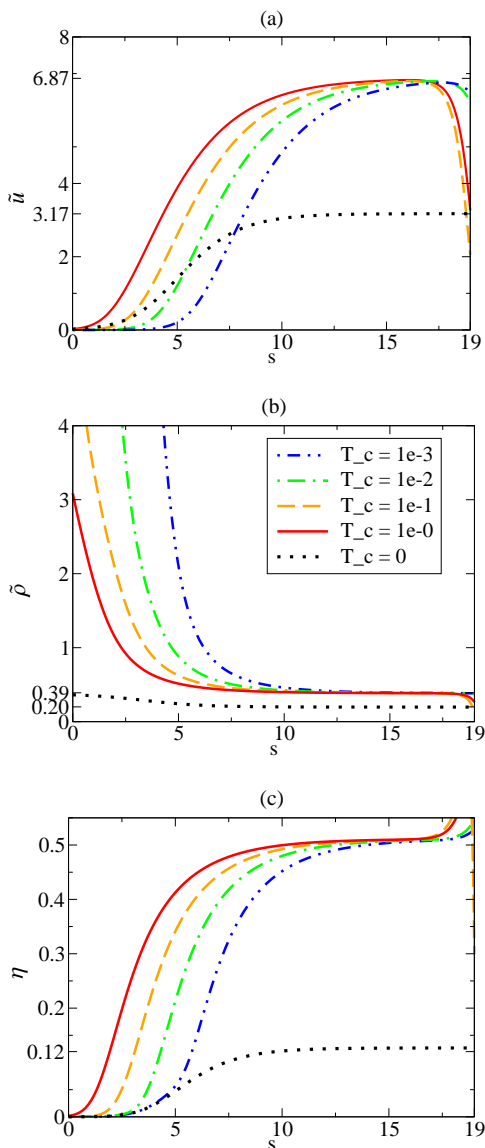 (a)
8
6.87
4
3.17
2
0
ũ
0 5 10 15 19
s
(b)
4
3
2
1
0.39
0.20
0
ρ̃
T_c = 1e-3
T_c = 1e-2
T_c = 1e-1
T_c = 1e-0
T_c = 0
0 5 10 15 19
s
(c)
0.5
0.4
0.3
0.2
0.12
0
η
0 5 10 15 19
s